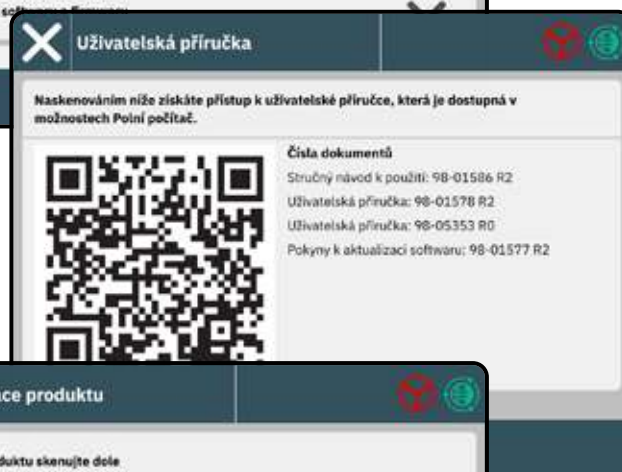 Uživatelská příručka
Naskenováním níže získáte přístup k uživatelské příručce, která je dostupná v
možnostech Polní počítač.
Čísla dokumentů
Stručný návod k použití: 98-01586 R2
Uživatelská příručka: 98-01578 R2
Uživatelská příručka: 98-05353 R0
Pokyny k aktualizaci softwaru: 98-01577 R2
produktu
skenujte dole